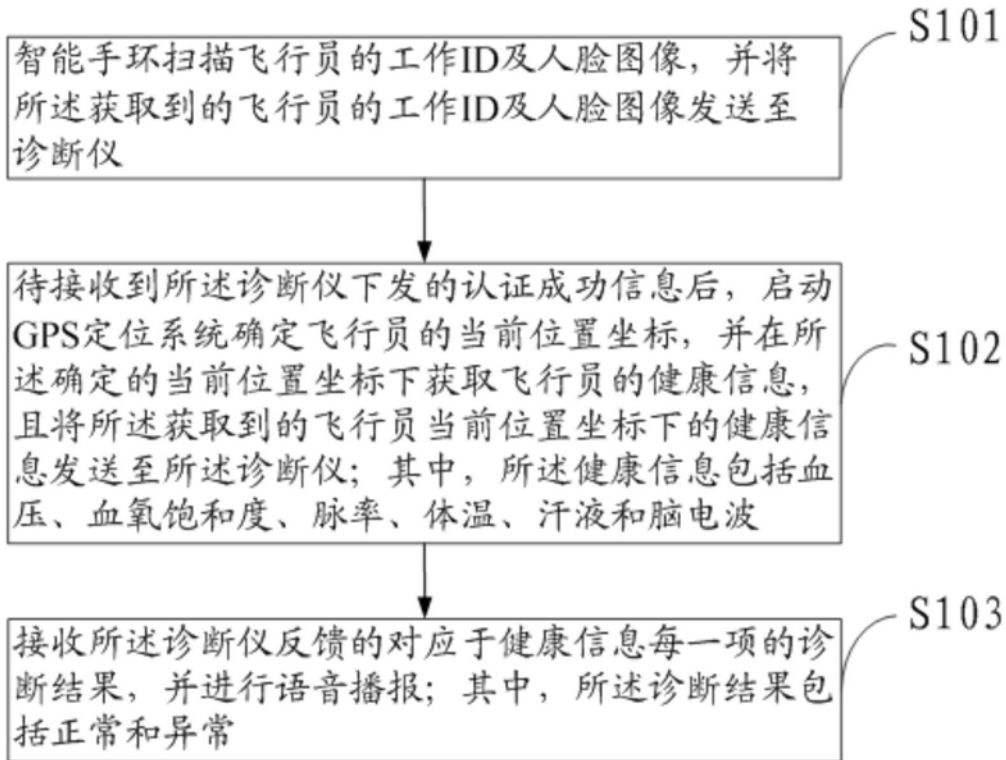 S101
智能手环扫描飞行员的工作ID及人脸图像，并将
所述获取到的飞行员的工作ID及人脸图像发送至
诊断仪
待接收到所述诊断仪下发的认证成功信息后，启动
GPS定位系统确定飞行员的当前位置坐标，并在所
述确定的当前位置坐标下获取飞行员的健康信息，
且将所述获取到的飞行员当前位置坐标下的健康信
息发送至所述诊断仪；其中，所述健康信息包括血
压、血氧饱和度、脉率、体温、汗液和脑电波
S102
接收所述诊断仪反馈的对应于健康信息每一项的诊
断结果，并进行语音播报；其中，所述诊断结果包
括正常和异常
S103